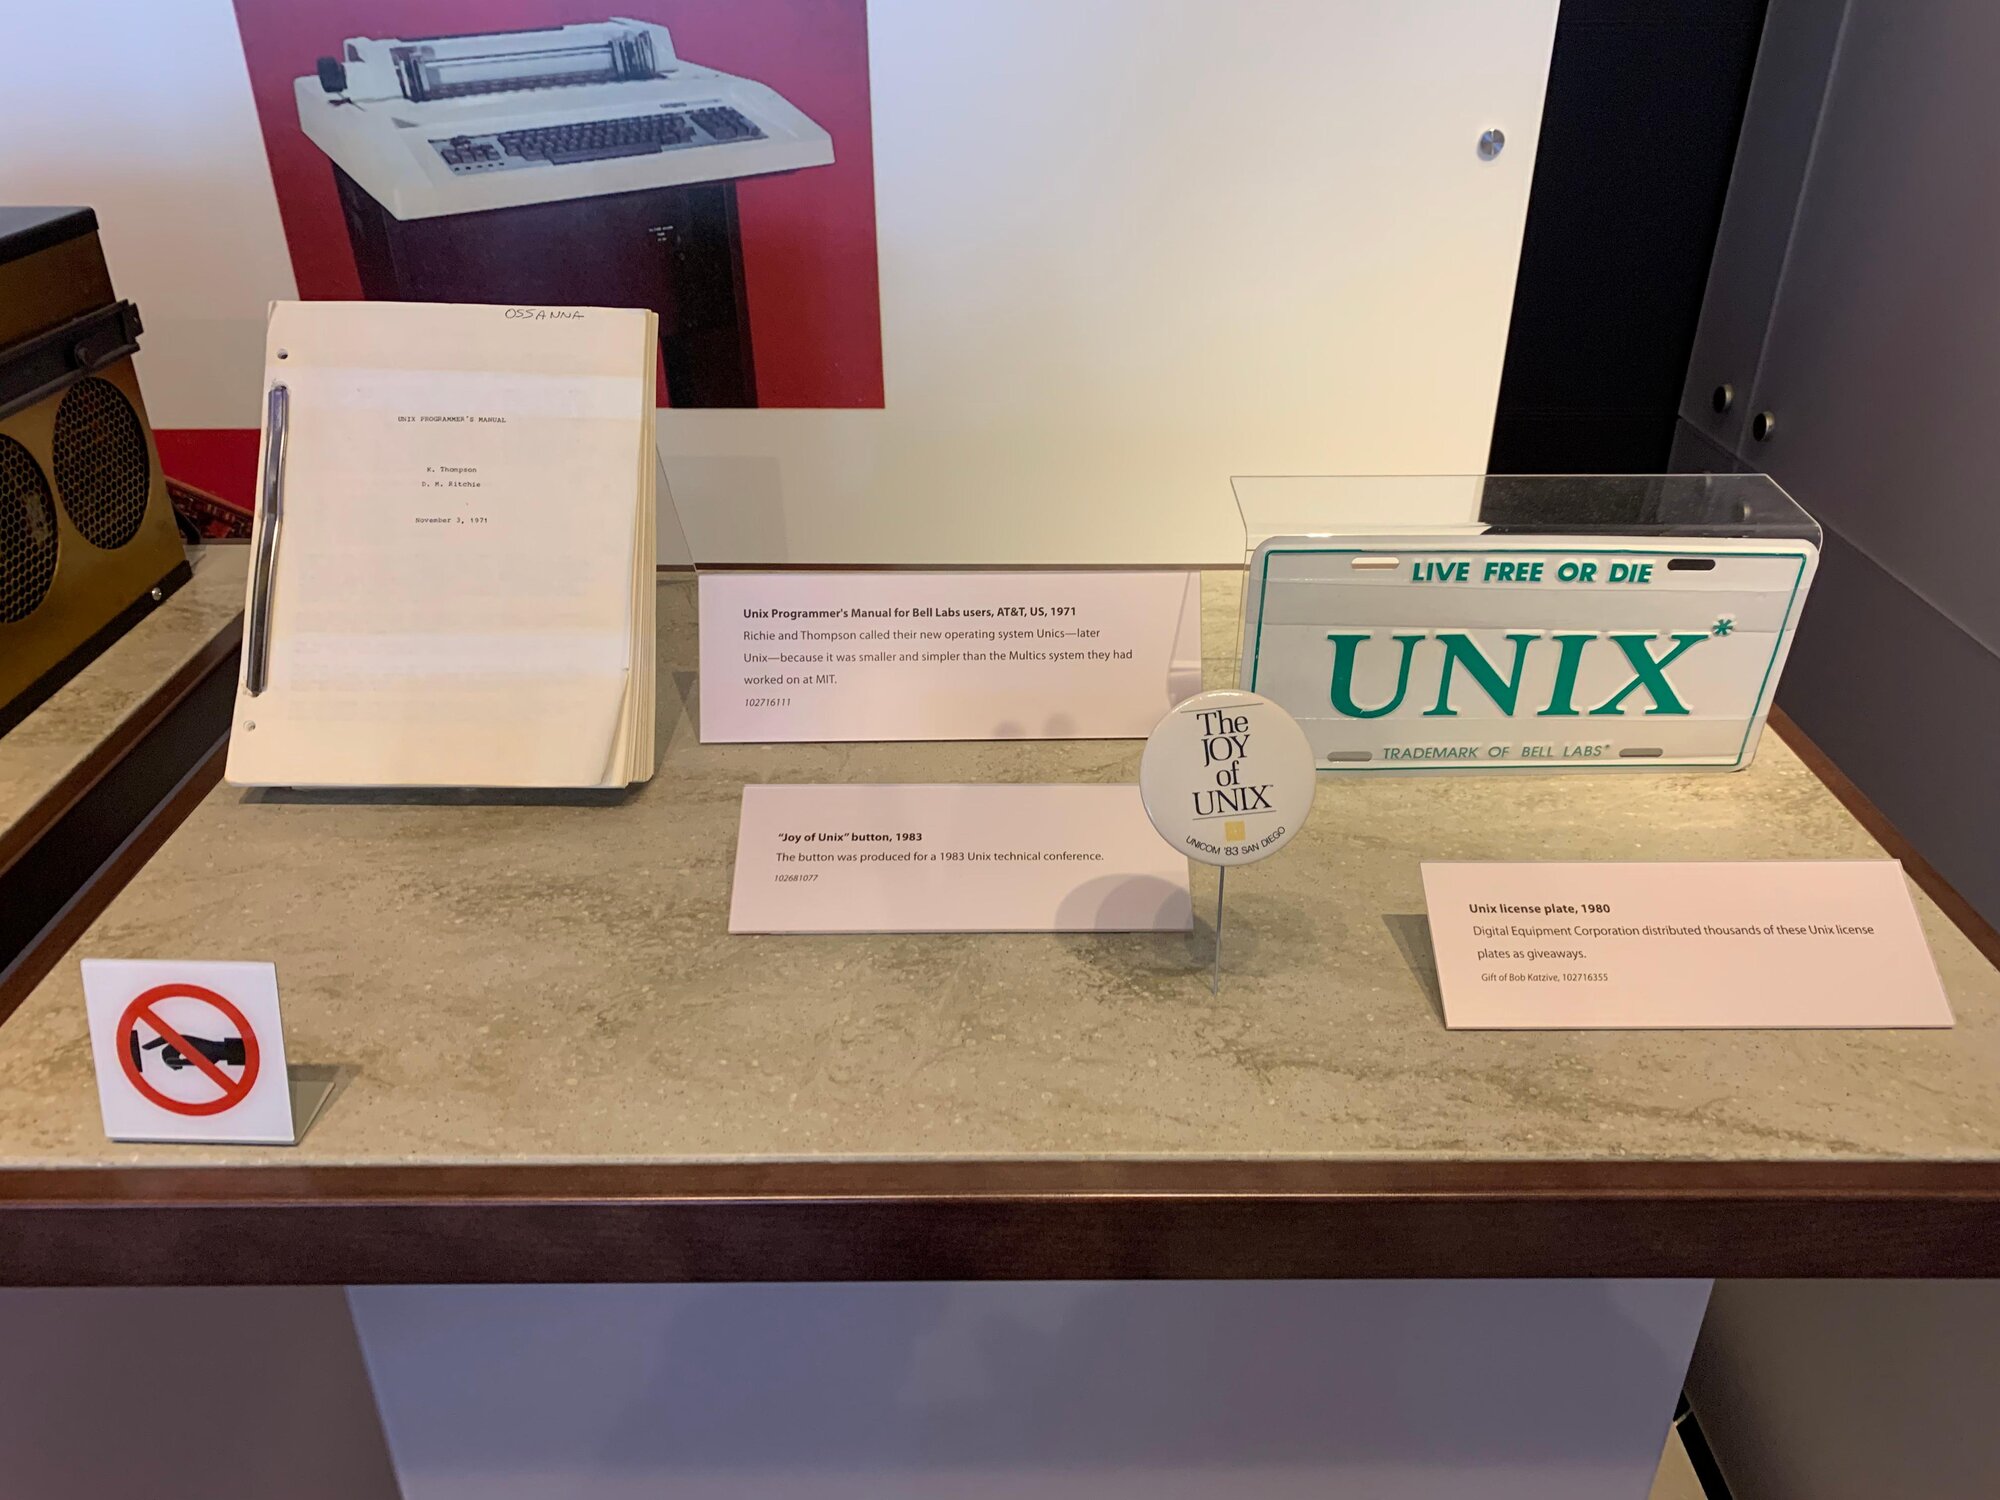 OSSANNA
UNIX PROGRAMMER'S MANUAL
K. Thompson
D. M. Ritchie
November 3, 1971
Unix Programmer's Manual for Bell Labs users, AT&T, US, 1971
Richie and Thompson called their new operating system Unics—later
Unix—because it was smaller and simpler than the Multics system they had
worked on at MIT.
102716111
LIVE FREE OR DIE
UNIX*
TRADEMARK OF BELL LABS*
The
JOY
of
UNIX
UNICOM '83 SAN DIEGO
"Joy of Unix" button, 1983
The button was produced for a 1983 Unix technical conference.
102681077
Unix license plate, 1980
Digital Equipment Corporation distributed thousands of these Unix license
plates as giveaways.
Gift of Bob Katzive, 102716355